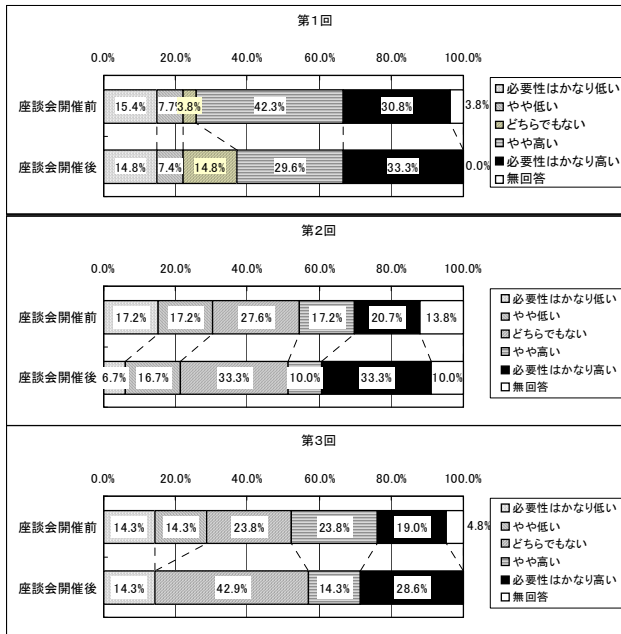 第1回
0.0% 20.0% 40.0% 60.0% 80.0% 100.0%
座談会開催前 15.4% 7.7% 3.8% 42.3% 30.8% 3.8%
座談会開催後 14.8% 7.4% 14.8% 29.6% 33.3% 0.0%
必要性はかなり低い
やや低い
どちらでもない
やや高い
必要性はかなり高い
無回答
第2回
0.0% 20.0% 40.0% 60.0% 80.0% 100.0%
座談会開催前 17.2% 17.2% 27.6% 17.2% 20.7% 13.8%
座談会開催後 6.7% 16.7% 33.3% 10.0% 33.3% 10.0%
必要性はかなり低い
やや低い
どちらでもない
やや高い
必要性はかなり高い
無回答
第3回
0.0% 20.0% 40.0% 60.0% 80.0% 100.0%
座談会開催前 14.3% 14.3% 23.8% 23.8% 19.0% 4.8%
座談会開催後 14.3% 42.9% 14.3% 28.6%
必要性はかなり低い
やや低い
どちらでもない
やや高い
必要性はかなり高い
無回答